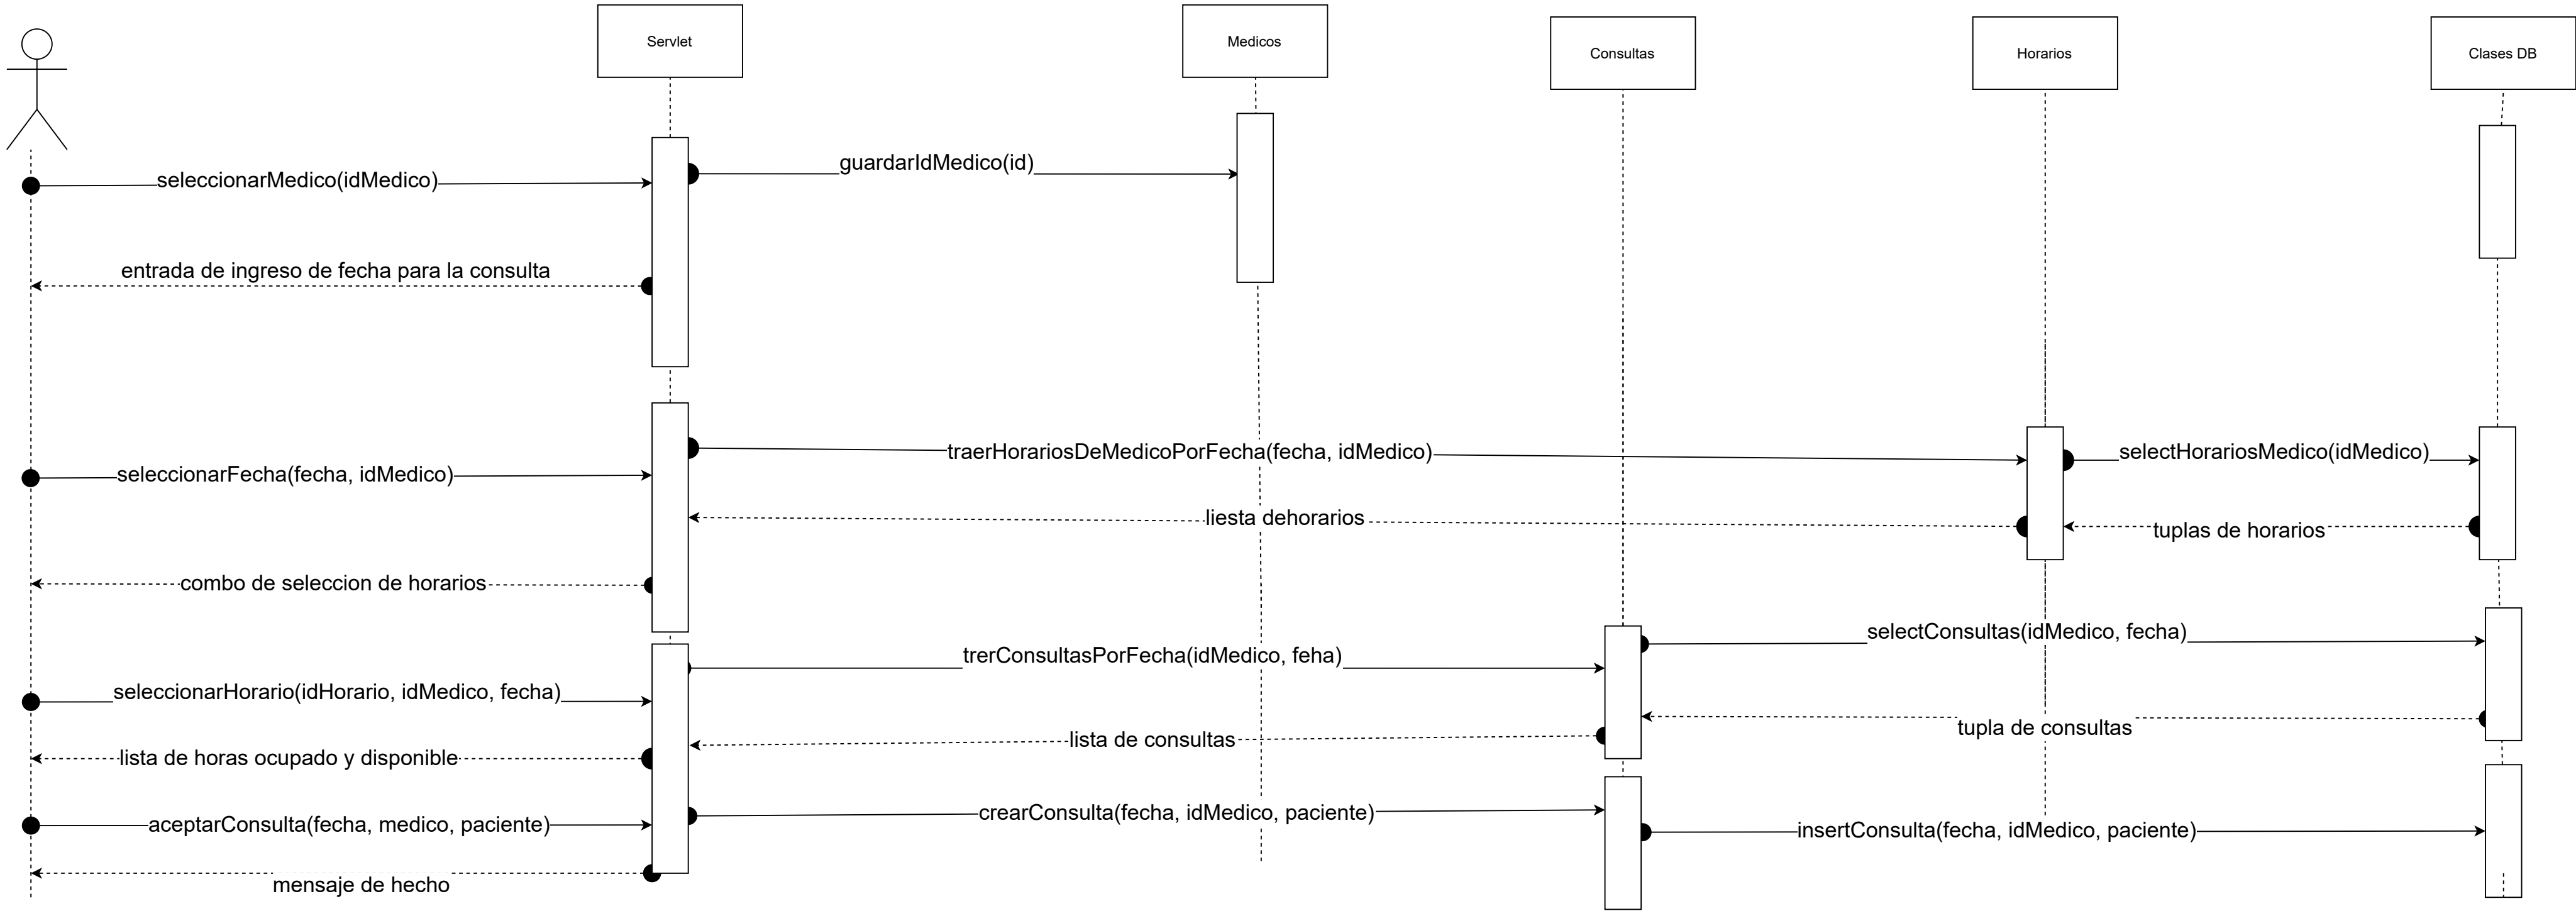 Servlet
Medicos
Consultas
Horarios
Clases DB
seleccionarMedico(idMedico)
guardarIdMedico(id)
entrada de ingreso de fecha para la consulta
seleccionarFecha(fecha, idMedico)
traerHorariosDeMedicoPorFecha(fecha, idMedico)
selectHorariosMedico(idMedico)
liesta dehorarios
tuplas de horarios
combo de seleccion de horarios
trerConsultasPorFecha(idMedico, feha)
selectConsultas(idMedico, fecha)
seleccionarHorario(idHorario, idMedico, fecha)
lista de consultas
tupla de consultas
lista de horas ocupado y disponible
aceptarConsulta(fecha, medico, paciente)
crearConsulta(fecha, idMedico, paciente)
insertConsulta(fecha, idMedico, paciente)
mensaje de hecho